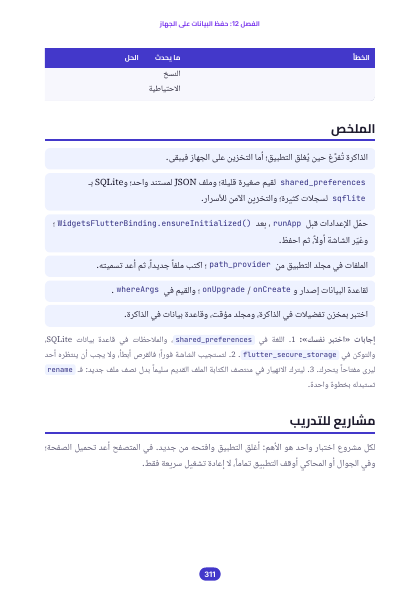 الفصل 12: حفظ البيانات على الجهاز
الخطأ ما يحدث الحل
النسخ
الاحتياطية
الملخص
الذاكرة تُفرَّغ حين يُغلق التطبيق؛ أما التخزين على الجهاز فيبقى.
shared_preferences لقيم صغيرة قليلة؛ وملف JSON لمستند واحد؛ وSQLite بـ
sqflite لسجلات كثيرة؛ والتخزين الآمن للأسرار.
حمّل الإعدادات قبل runApp، بعد WidgetsFlutterBinding.ensureInitialized()؛
وغيّر الشاشة أولاً، ثم احفظ.
الملفات في مجلد التطبيق من path_provider؛ اكتب ملفاً جديداً، ثم أعد تسميته.
لقاعدة البيانات إصدار و onCreate / onUpgrade؛ والقيم في whereArgs.
اختبر بمخزن تفضيلات في الذاكرة، ومجلد مؤقت، وقاعدة بيانات في الذاكرة.
إجابات «اختبر نفسك»: 1. اللغة في shared_preferences، والملاحظات في قاعدة بيانات SQLite،
والتوكن في flutter_secure_storage. 2. لتستجيب الشاشة فوراً؛ فالقرص أبطأ، ولا يجب أن ينتظره أحد
ليرى مفتاحاً يتحرك. 3. ليترك الانهيار في منتصف الكتابة الملف القديم سليماً بدل نصف ملف جديد: فـ rename
تستبدله بخطوة واحدة.
مشاريع للتدريب
لكل مشروع اختبار واحد هو الأهم: أغلق التطبيق وافتحه من جديد. في المتصفح أعد تحميل الصفحة؛
وفي الجوال أو المحاكي أوقف التطبيق تماماً، لا إعادة تشغيل سريعة فقط.
311